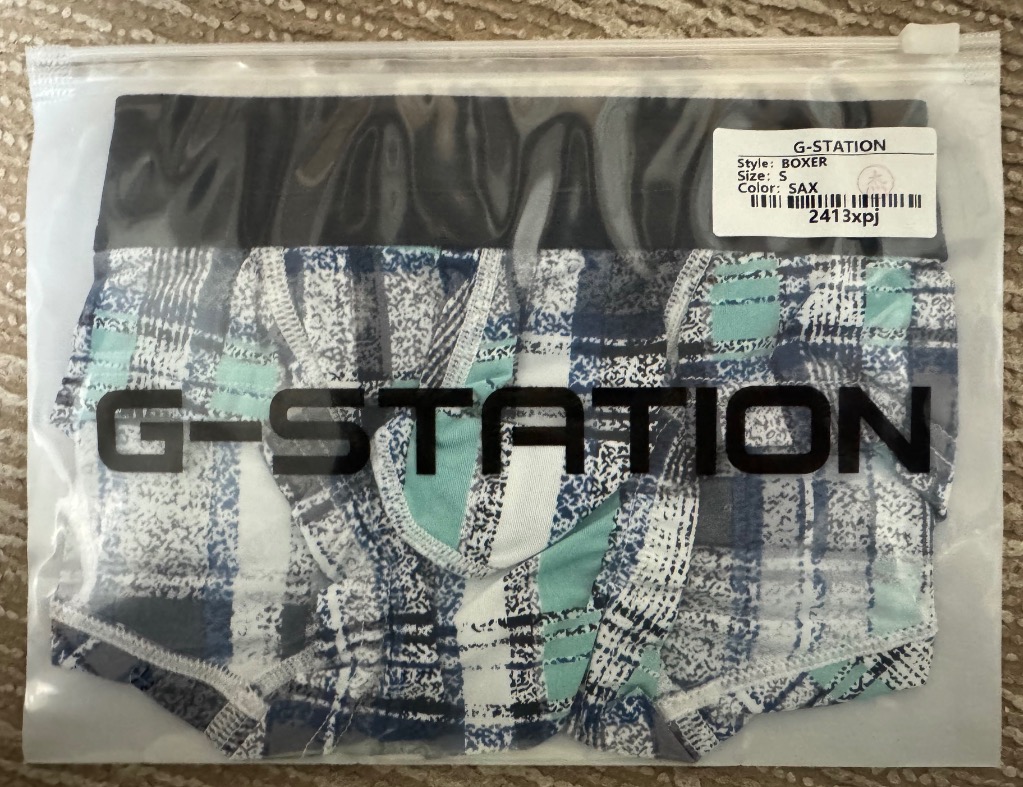 G-STATION
Style: BOXER
Size: S
Color: SAX
2413xpj
G-STATION